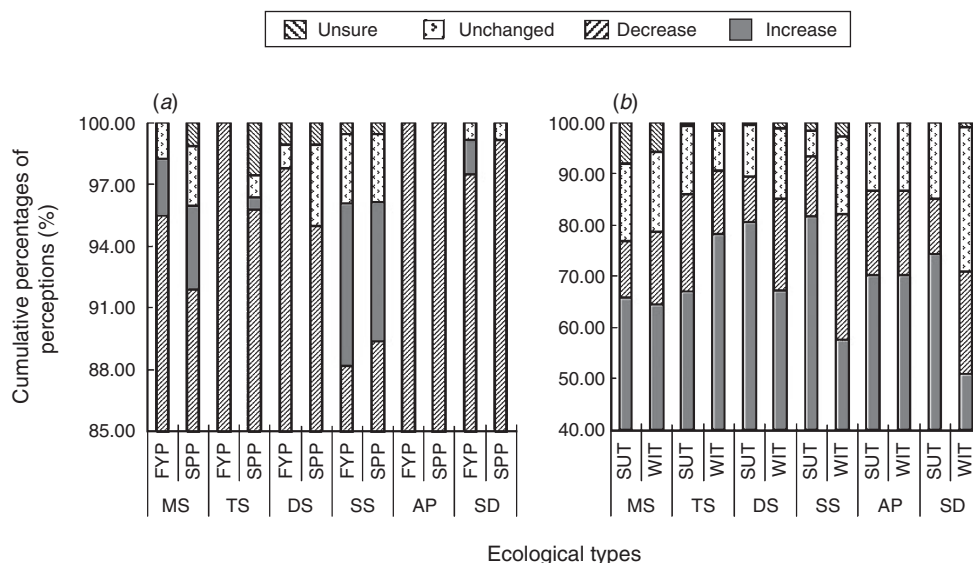 Unsure Unchanged Decrease Increase
Cumulative percentages of
perceptions (%)
(a)
100.00
97.00
94.00
91.00
88.00
85.00
FYP SPP FYP SPP FYP SPP FYP SPP FYP SPP FYP SPP
MS TS DS SS AP SD
(b)
100.00
90.00
80.00
70.00
60.00
50.00
40.00
SUT WIT SUT WIT SUT WIT SUT WIT SUT WIT SUT WIT
MS TS DS SS AP SD
Ecological types